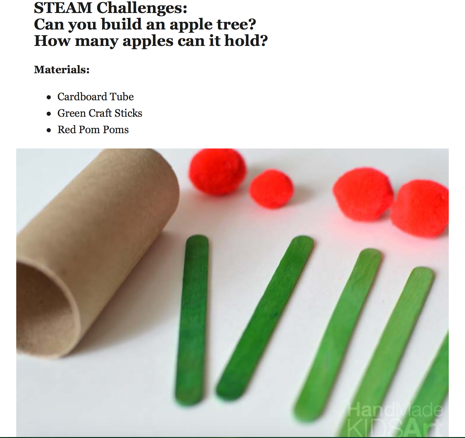 STEAM Challenges:
Can you build an apple tree?
How many apples can it hold?
Materials:
Cardboard Tube
Green Craft Sticks
Red Pom Poms
HandMade
KIDSArt